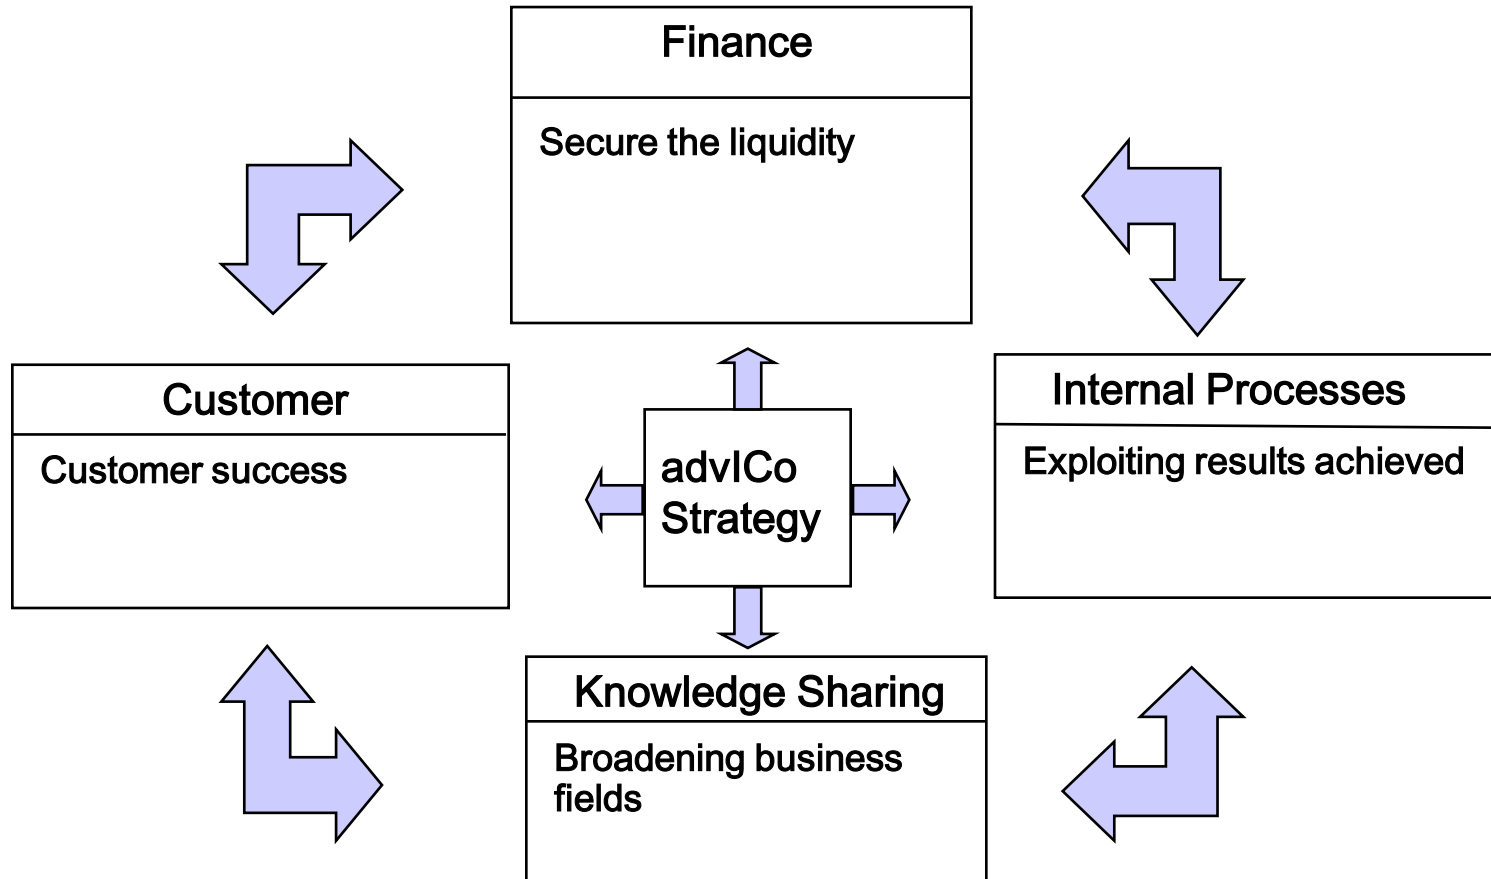 Finance
Secure the liquidity
Customer
Customer success
advICo
Strategy
Internal Processes
Exploiting results achieved
Knowledge Sharing
Broadening business
fields